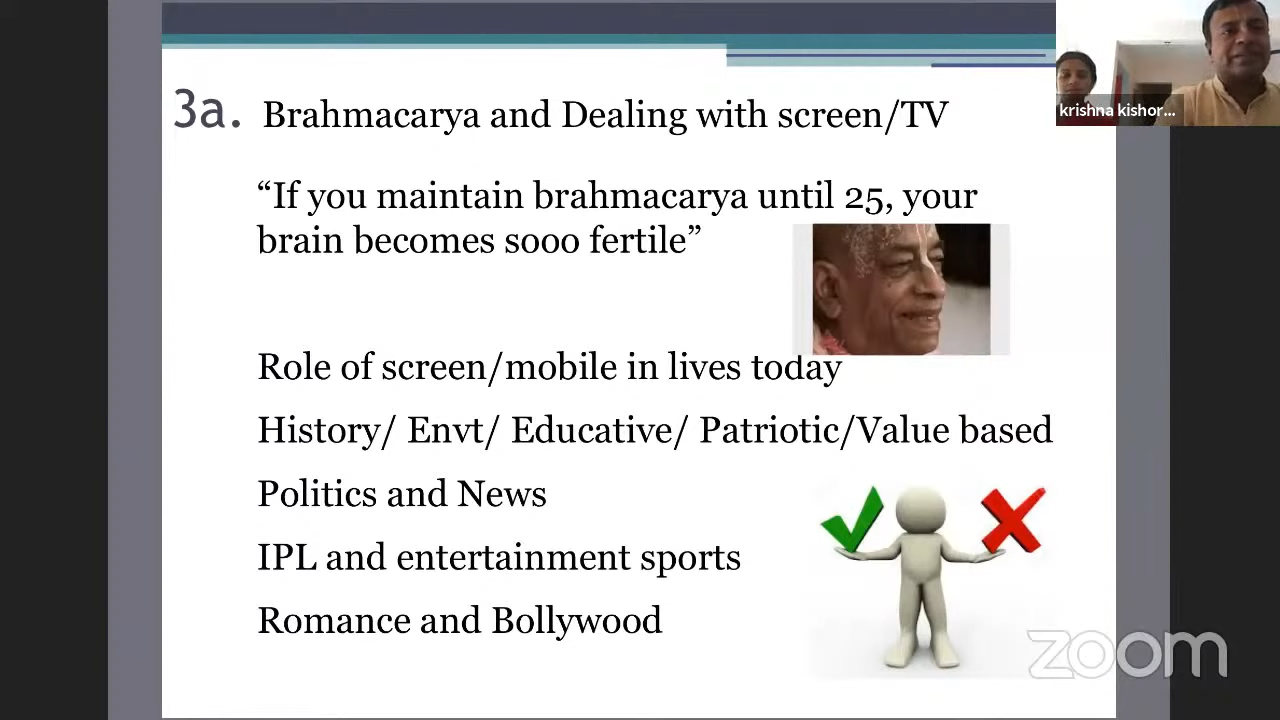 3a. Brahmacarya and Dealing with screen/TV
“If you maintain brahmacarya until 25, your
brain becomes sooo fertile”
Role of screen/mobile in lives today
History/ Envt/ Educative/ Patriotic/Value based
Politics and News
IPL and entertainment sports
Romance and Bollywood
krishna kishor...
zoom